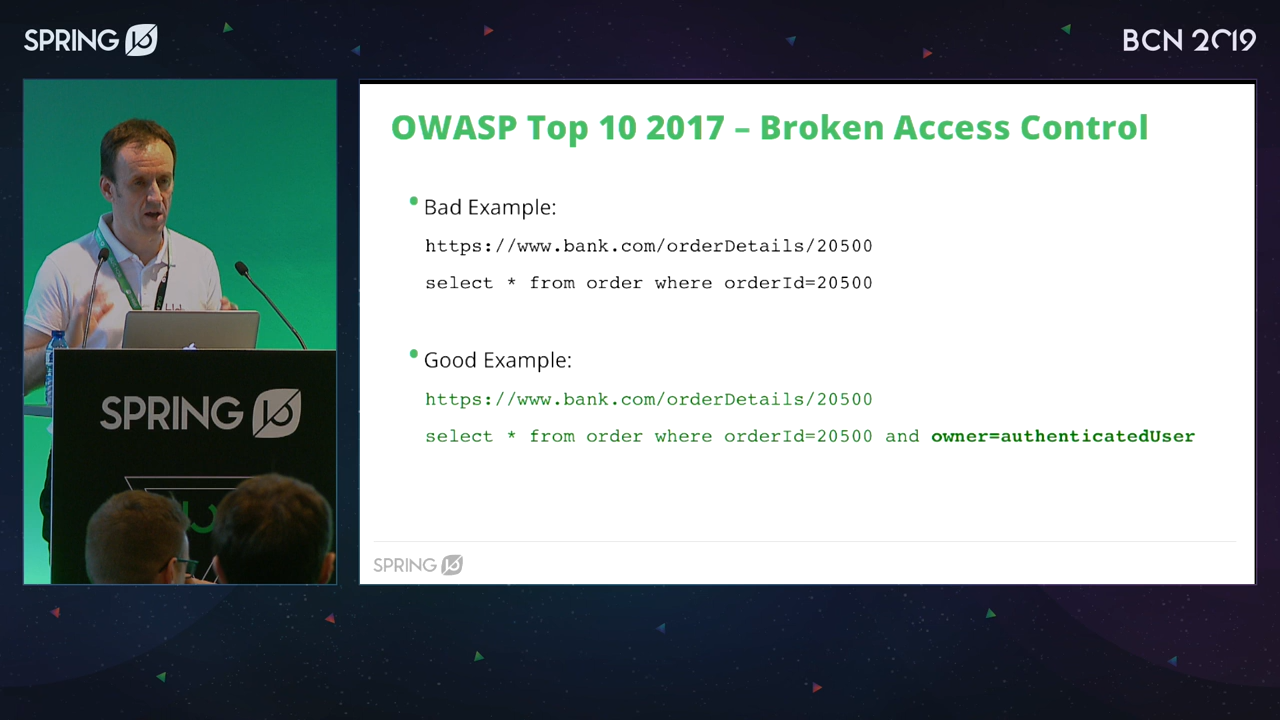 SPRING IO
BCN 2019
OWASP Top 10 2017 – Broken Access Control
Bad Example:
https://www.bank.com/orderDetails/20500
select * from order where orderId=20500
Good Example:
https://www.bank.com/orderDetails/20500
select * from order where orderId=20500 and owner=authenticatedUser
SPRING IO
SPRING IO